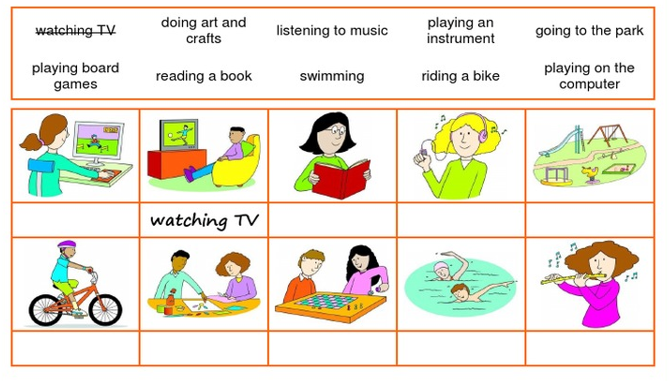 watching TV
doing art and
crafts
listening to music
playing an
instrument
going to the park
playing board
games
reading a book
swimming
riding a bike
playing on the
computer
watching TV